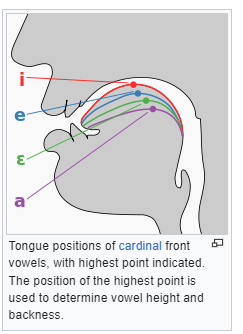 i
e
ɛ
a
Tongue positions of cardinal front
vowels, with highest point indicated.
The position of the highest point is
used to determine vowel height and
backness.